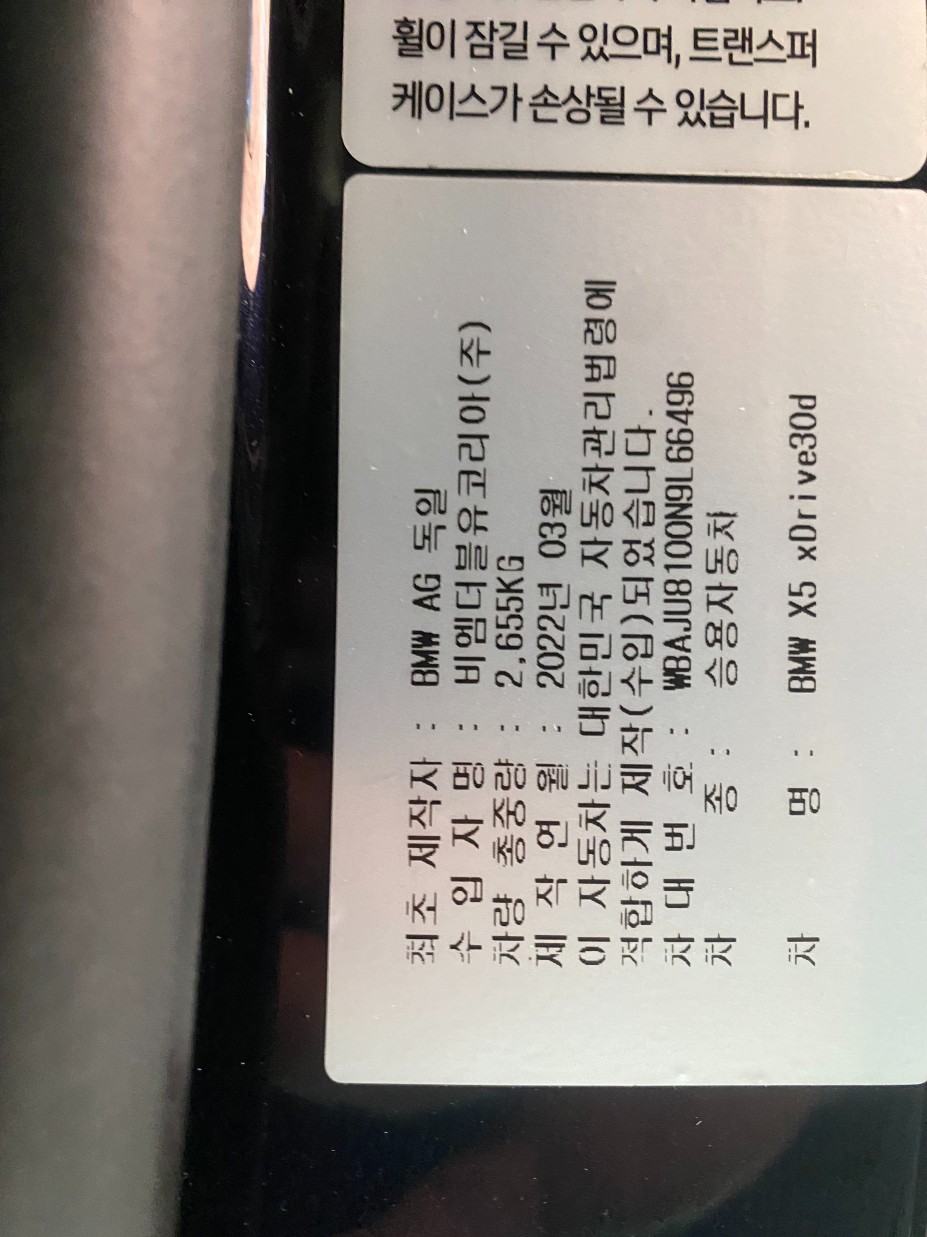 휠이 잠길 수 있으며, 트랜스퍼
케이스가 손상될 수 있습니다.
최초 제작자 : BMW AG 독일
수 입 자 명 : 비엠더블유코리아(주)
차량 총중량 : 2,655KG
제 작 연 월 : 2022년 03월
이 자동차는 대한민국 자동차관리법령에
적합하게 제작(수입)되었습니다.
차 대 번 호 : WBAJU8100N9L66496
차 종 : 승용자동차
차 명 : BMW X5 xDrive30d